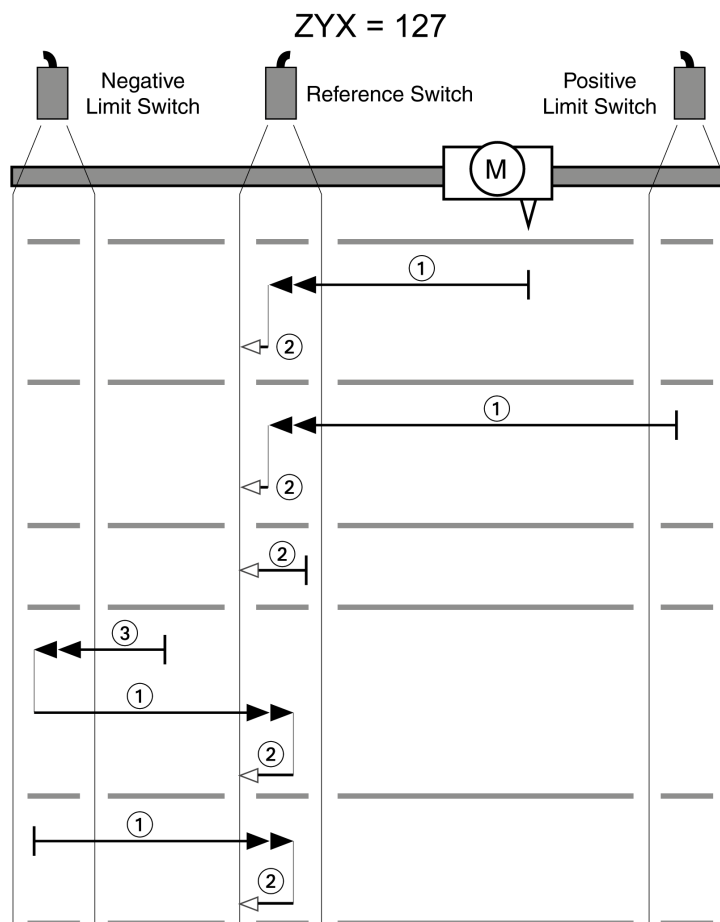 ZYX = 127
Negative
Limit Switch
Reference Switch
Positive
Limit Switch
M
1
2
1
2
2
3
1
2
1
2